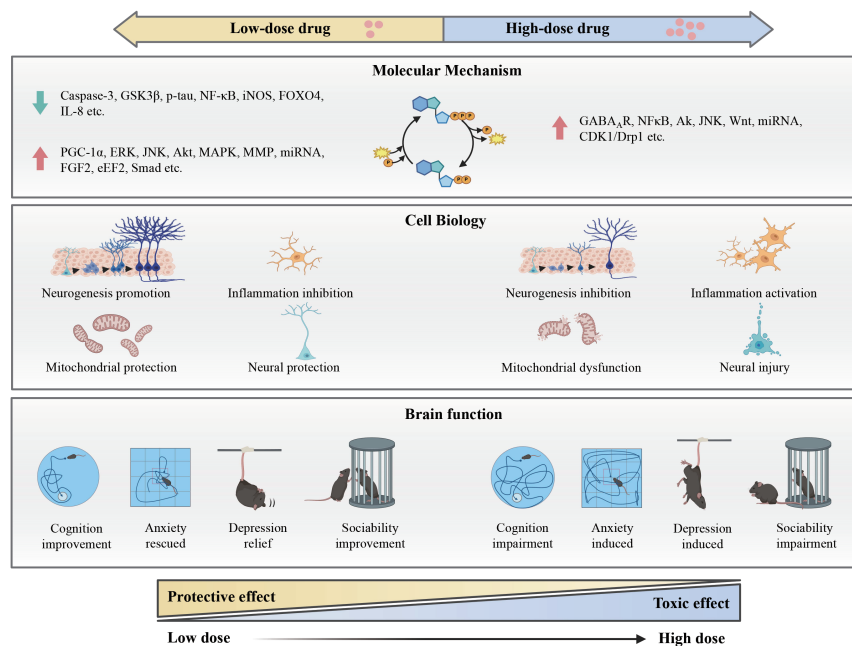 Low-dose drug
High-dose drug
Molecular Mechanism
Caspase-3, GSK3β, p-tau, NF-κB, iNOS, FOXO4,
IL-8 etc.
PGC-1α, ERK, JNK, Akt, MAPK, MMP, miRNA,
FGF2, eEF2, Smad etc.
P P P
P
P
P P
GABA_AR, NFκB, Ak, JNK, Wnt, miRNA,
CDK1/Drp1 etc.
Cell Biology
Neurogenesis promotion
Inflammation inhibition
Neurogenesis inhibition
Inflammation activation
Mitochondrial protection
Neural protection
Mitochondrial dysfunction
Neural injury
Brain function
Cognition
improvement
Anxiety
rescued
Depression
relief
Sociability
improvement
Cognition
impairment
Anxiety
induced
Depression
induced
Sociability
impairment
Protective effect
Toxic effect
Low dose
High dose